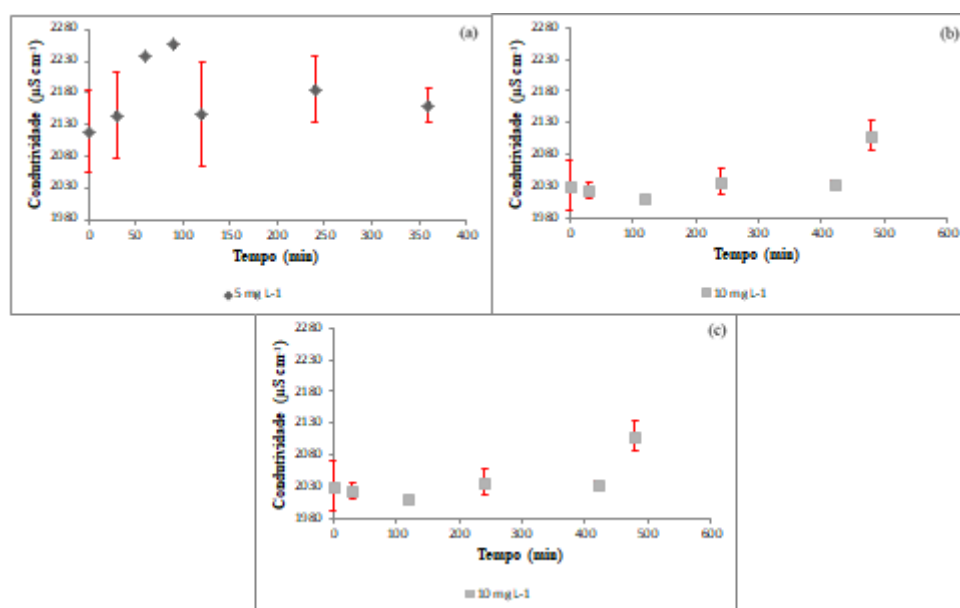 (a)
Condutividade (µS cm⁻¹)
2280
2230
2180
2130
2080
2030
1980
0 50 100 150 200 250 300 350 400
Tempo (min)
5 mg L-1
(b)
Condutividade (µS cm⁻¹)
2280
2230
2180
2130
2080
2030
1980
0 100 200 300 400 500 600
Tempo (min)
10 mg L-1
(c)
Condutividade (µS cm⁻¹)
2280
2230
2180
2130
2080
2030
1980
0 100 200 300 400 500 600
Tempo (min)
10 mg L-1